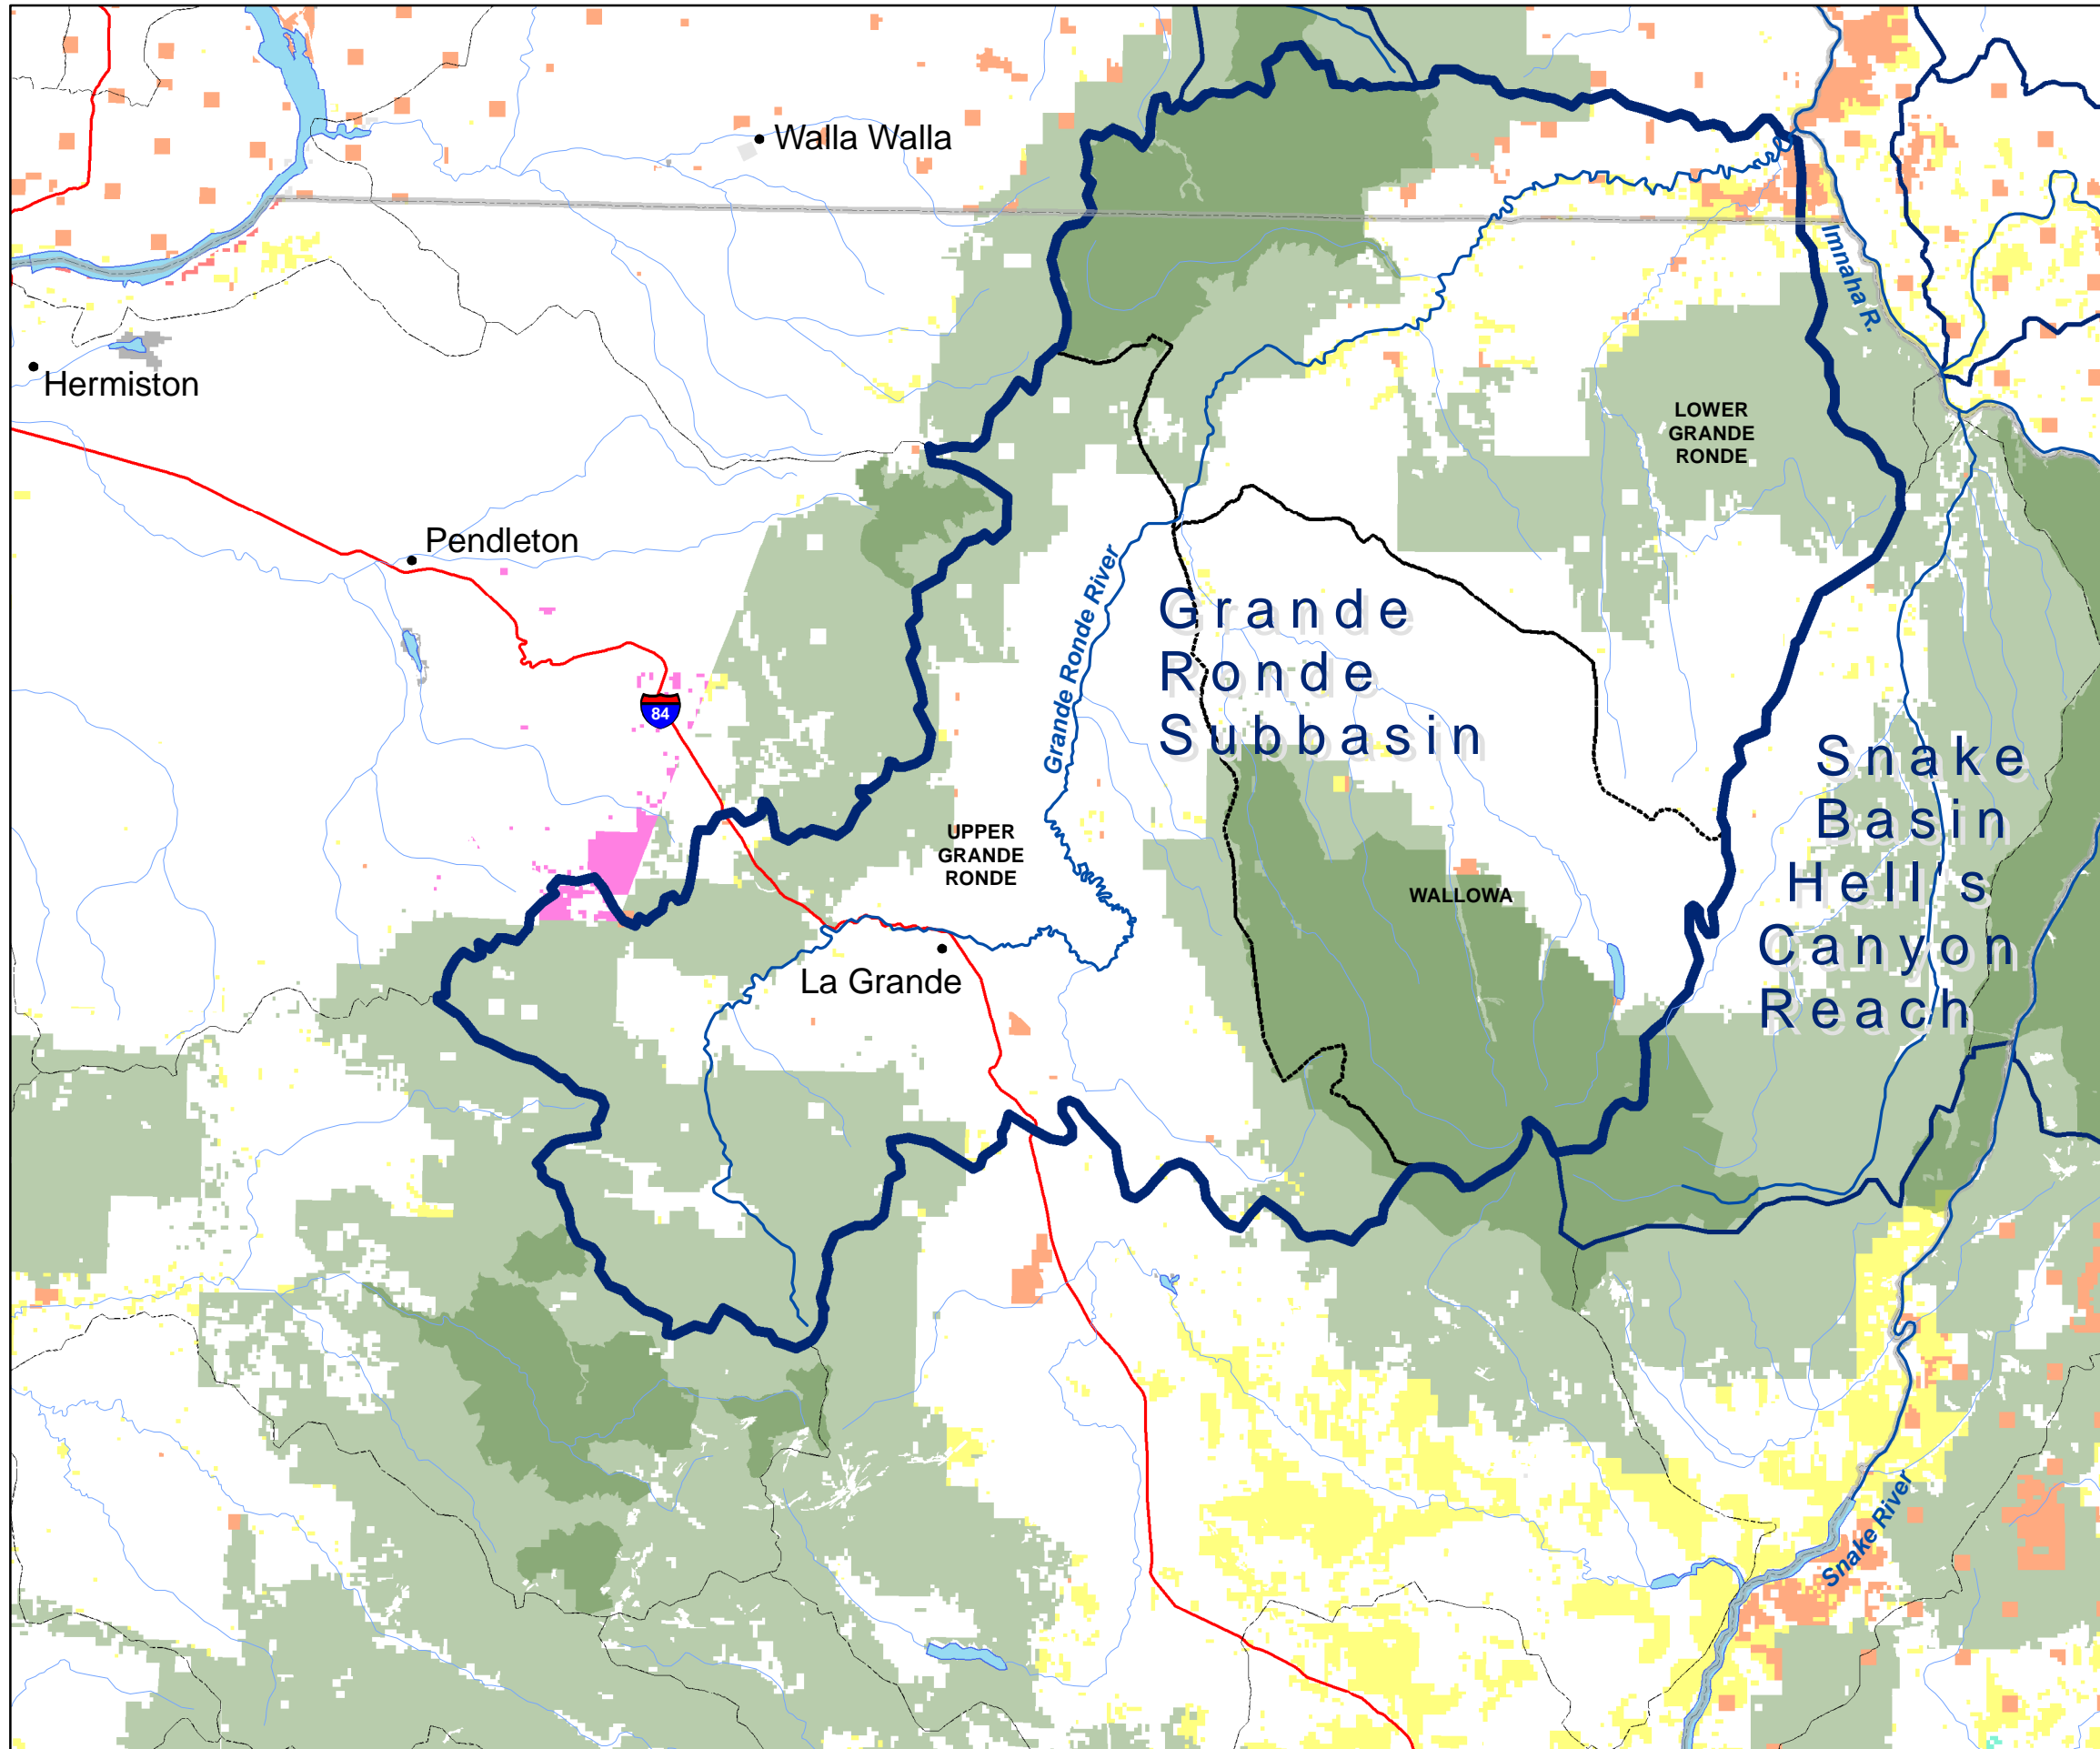 Walla Walla
Imnaha R.
Hermiston
LOWER
GRANDE
RONDE
Pendleton
Grande Ronde River
Grande
Ronde
Subbasin
84
Snake
Basin
Hell's
Canyon
Reach
UPPER
GRANDE
RONDE
WALLOWA
La Grande
Snake River